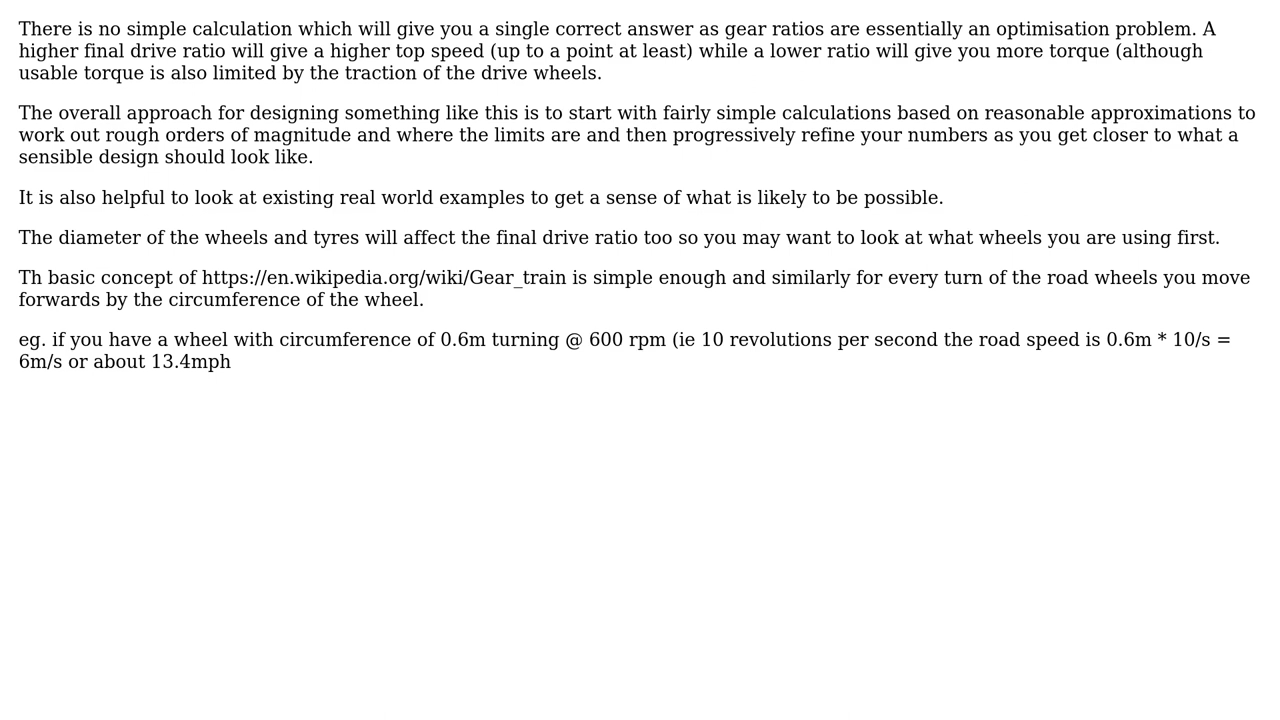 There is no simple calculation which will give you a single correct answer as gear ratios are essentially an optimisation problem. A
higher final drive ratio will give a higher top speed (up to a point at least) while a lower ratio will give you more torque (although
usable torque is also limited by the traction of the drive wheels.
The overall approach for designing something like this is to start with fairly simple calculations based on reasonable approximations to
work out rough orders of magnitude and where the limits are and then progressively refine your numbers as you get closer to what a
sensible design should look like.
It is also helpful to look at existing real world examples to get a sense of what is likely to be possible.
The diameter of the wheels and tyres will affect the final drive ratio too so you may want to look at what wheels you are using first.
Th basic concept of https://en.wikipedia.org/wiki/Gear_train is simple enough and similarly for every turn of the road wheels you move
forwards by the circumference of the wheel.
eg. if you have a wheel with circumference of 0.6m turning @ 600 rpm (ie 10 revolutions per second the road speed is 0.6m * 10/s =
6m/s or about 13.4mph